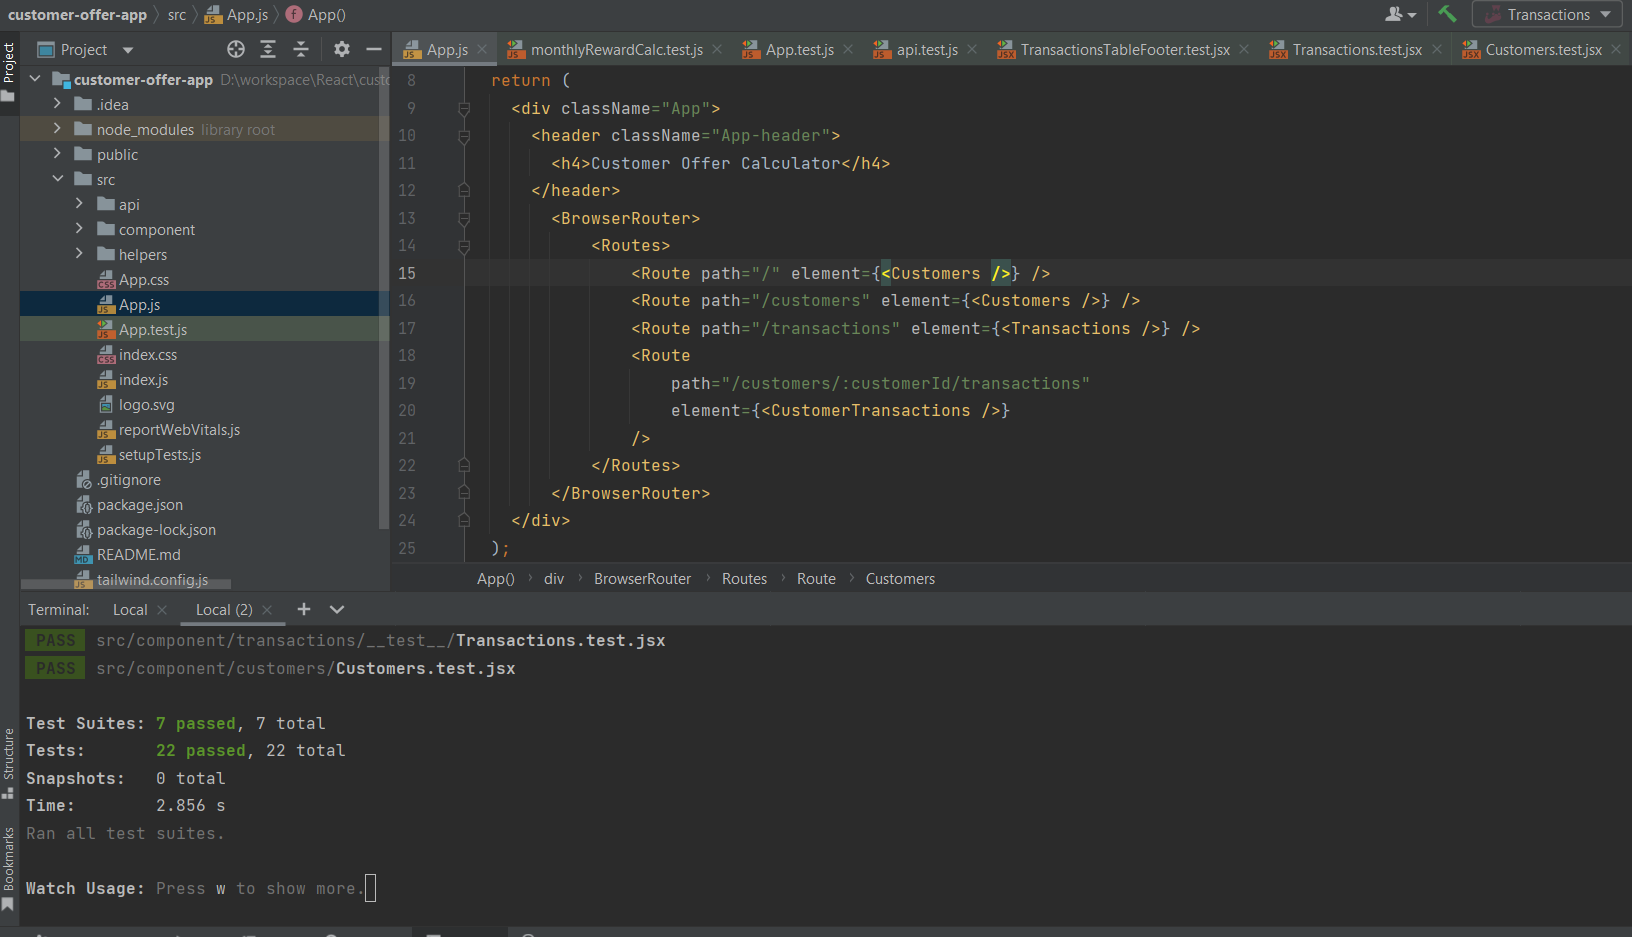 customer-offer-app src App.js App()
Transactions
Project
App.js monthlyRewardCalc.test.js App.test.js api.test.js TransactionsTableFooter.test.jsx Transactions.test.jsx Customers.test.jsx
Project
customer-offer-app D:\workspace\React\custo
.idea
node_modules library root
public
src
api
component
helpers
App.css
App.js
App.test.js
index.css
index.js
logo.svg
reportWebVitals.js
setupTests.js
.gitignore
package.json
package-lock.json
README.md
tailwind.config.js
8 return (
9 <div className="App">
10 <header className="App-header">
11 <h4>Customer Offer Calculator</h4>
12 </header>
13 <BrowserRouter>
14 <Routes>
15 <Route path="/" element={<Customers />} />
16 <Route path="/customers" element={<Customers />} />
17 <Route path="/transactions" element={<Transactions />} />
18 <Route
19 path="/customers/:customerId/transactions"
20 element={<CustomerTransactions />}
21 />
22 </Routes>
23 </BrowserRouter>
24 </div>
25 );
App() div BrowserRouter Routes Route Customers
Terminal: Local Local (2)
PASS src/component/transactions/__test__/Transactions.test.jsx
PASS src/component/customers/Customers.test.jsx
Test Suites: 7 passed, 7 total
Tests: 22 passed, 22 total
Snapshots: 0 total
Time: 2.856 s
Ran all test suites.
Watch Usage: Press w to show more.
Structure
Bookmarks